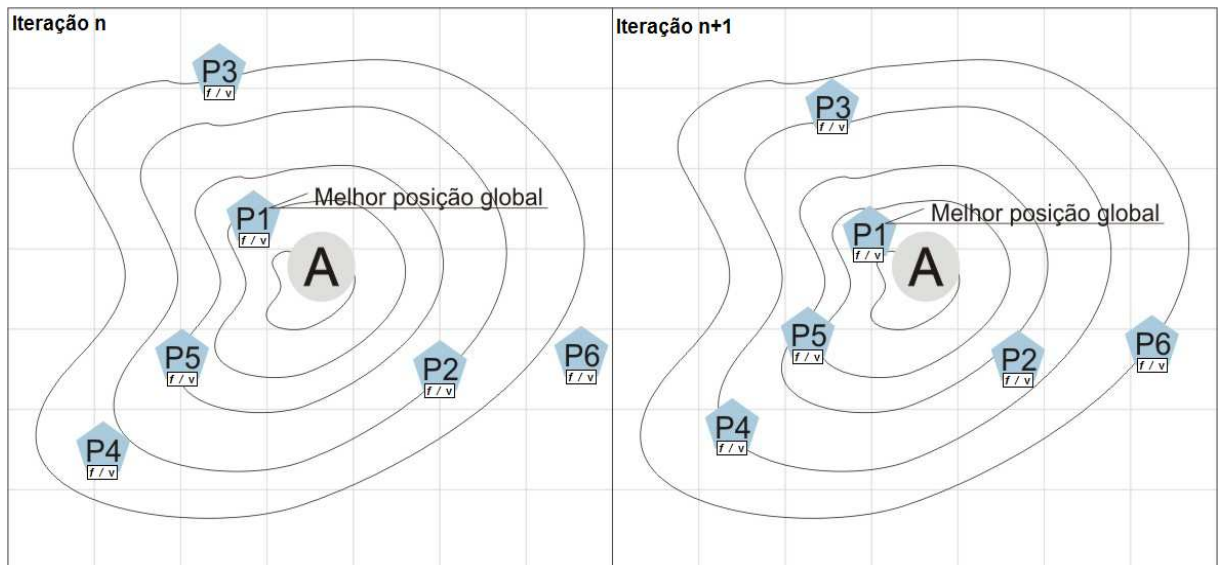 Iteração n
P3
f / v
P1
f / v
Melhor posição global
A
P5
f / v
P2
f / v
P6
f / v
P4
f / v
Iteração n+1
P3
f / v
P1
f / v
Melhor posição global
A
P5
f / v
P2
f / v
P6
f / v
P4
f / v